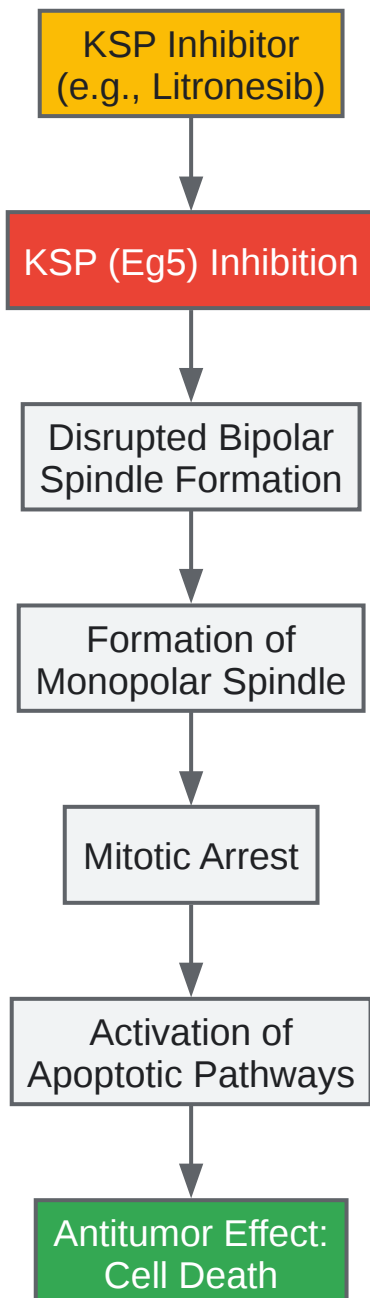 KSP Inhibitor
(e.g., Litronesib)
KSP (Eg5) Inhibition
Disrupted Bipolar
Spindle Formation
Formation of
Monopolar Spindle
Mitotic Arrest
Activation of
Apoptotic Pathways
Antitumor Effect:
Cell Death